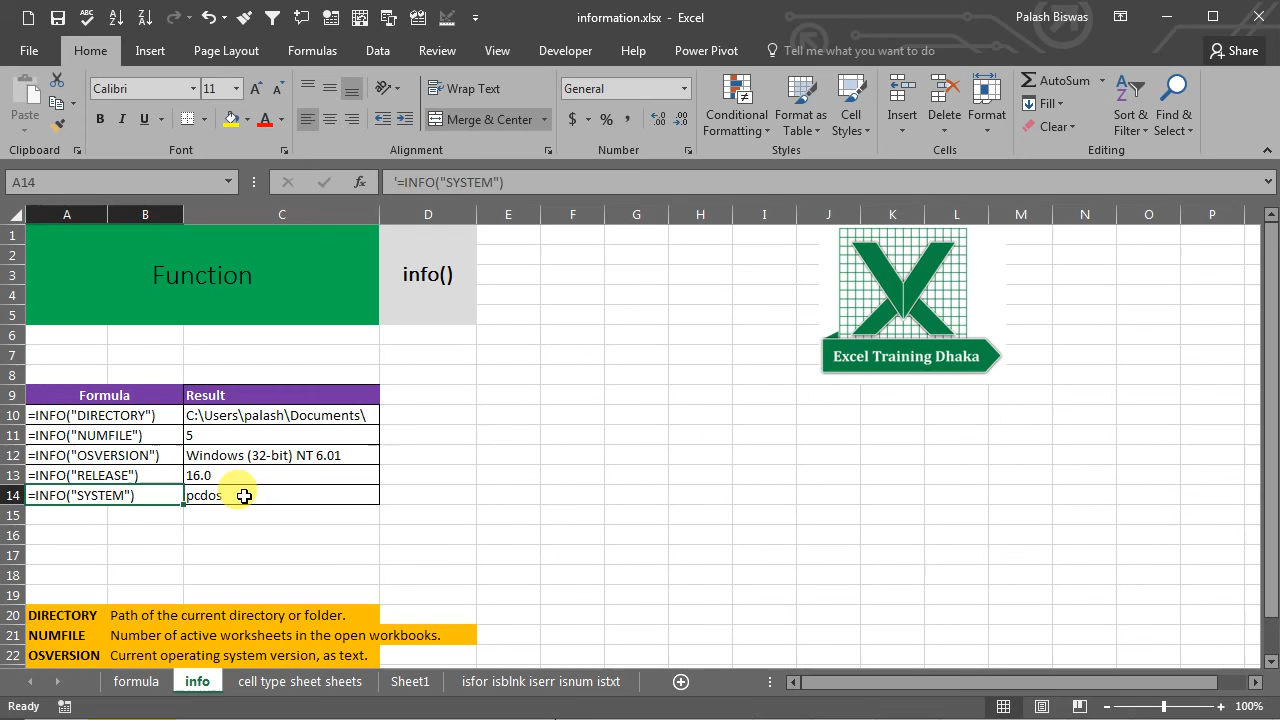 information.xlsx - Excel
Palash Biswas
File Home Insert Page Layout Formulas Data Review View Developer Help Power Pivot Tell me what you want to do Share
Paste
Calibri 11
B I U
Wrap Text
Merge & Center
General
$ % ,
Conditional Formatting
Format as Table
Cell Styles
Insert Delete Format
AutoSum
Fill
Clear
Sort & Filter
Find & Select
Clipboard Font Alignment Number Styles Cells Editing
A14 fx '=INFO("SYSTEM")
A B C D E F G H I J K L M N O P
1
2
3
4
5
Function info()
Excel Training Dhaka
6
7
8
9 Formula Result
10 =INFO("DIRECTORY") C:\Users\palash\Documents\
11 =INFO("NUMFILE") 5
12 =INFO("OSVERSION") Windows (32-bit) NT 6.01
13 =INFO("RELEASE") 16.0
14 =INFO("SYSTEM") pcdos
15
16
17
18
19
20 DIRECTORY Path of the current directory or folder.
21 NUMFILE Number of active worksheets in the open workbooks.
22 OSVERSION Current operating system version, as text.
formula info cell type sheet sheets Sheet1 isfor isblnk iserr isnum istxt
Ready 100%